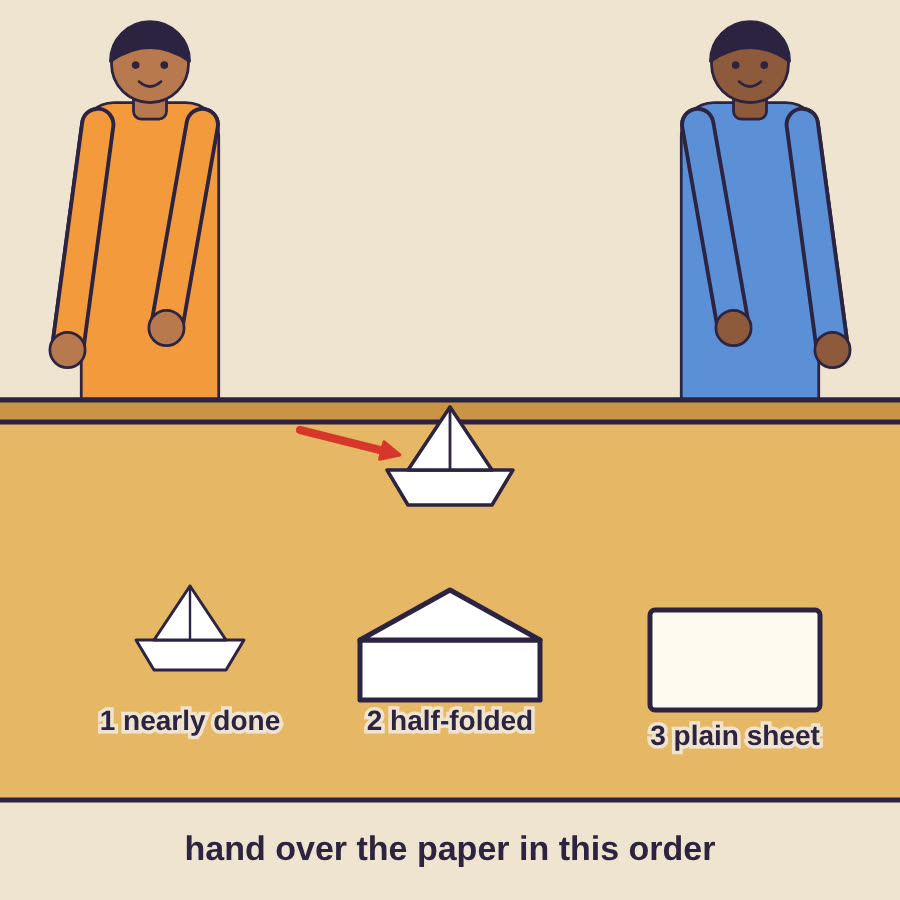 1 nearly done
2 half-folded
3 plain sheet
hand over the paper in this order